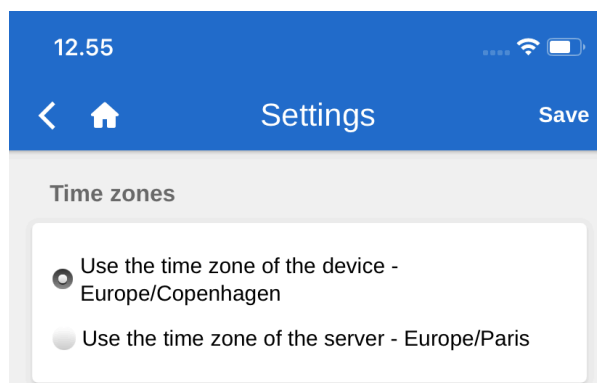 12.55
Settings
Save
Time zones
Use the time zone of the device -
Europe/Copenhagen
Use the time zone of the server - Europe/Paris